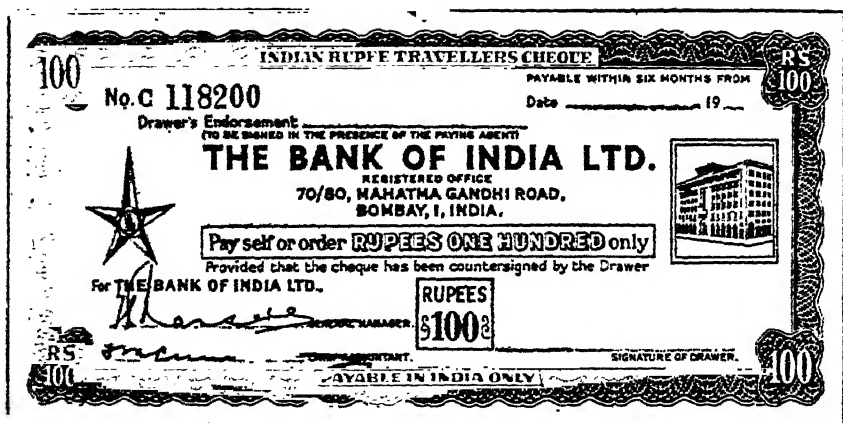 INDIAN RUPEE TRAVELLERS CHEQUE
100
RS 100
PAYABLE WITHIN SIX MONTHS FROM
No. C 118200
Date 19
Drawer's Endorsement
(TO BE SIGNED IN THE PRESENCE OF THE PAYING AGENT)
THE BANK OF INDIA LTD.
REGISTERED OFFICE
70/80, MAHATMA GANDHI ROAD,
BOMBAY, 1, INDIA.
Pay self or order RUPEES ONE HUNDRED only
Provided that the cheque has been countersigned by the Drawer
For THE BANK OF INDIA LTD.,
RUPEES
100
GENERAL MANAGER.
RS 100
ACCOUNTANT.
SIGNATURE OF DRAWER.
100
PAYABLE IN INDIA ONLY